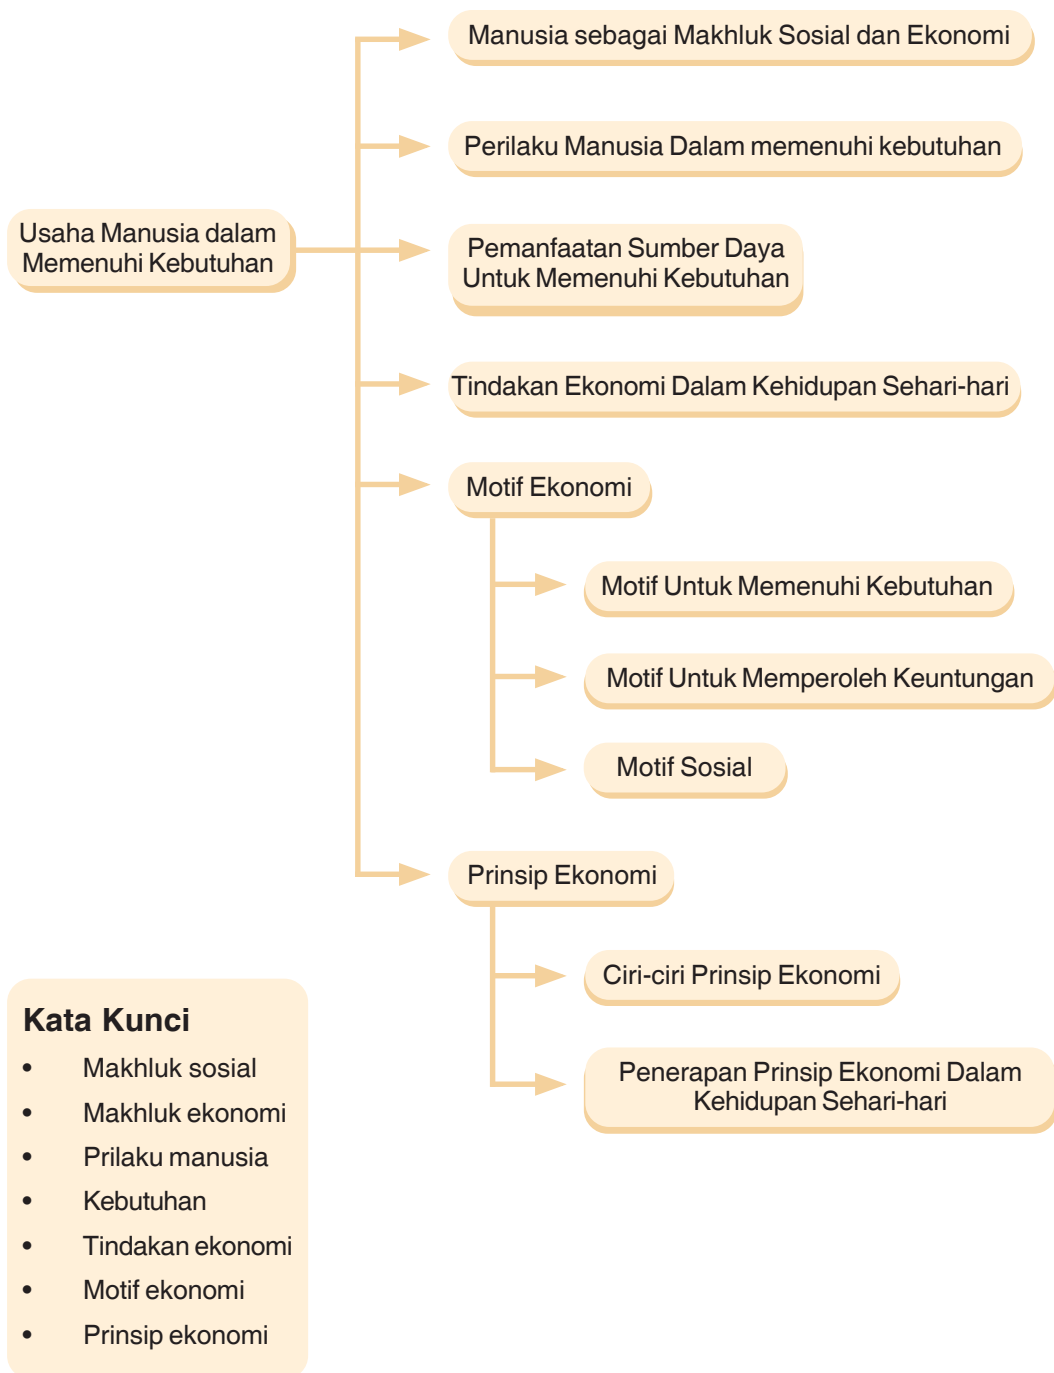 Manusia sebagai Makhluk Sosial dan Ekonomi
Perilaku Manusia Dalam memenuhi kebutuhan
Usaha Manusia dalam
Memenuhi Kebutuhan
Pemanfaatan Sumber Daya
Untuk Memenuhi Kebutuhan
Tindakan Ekonomi Dalam Kehidupan Sehari-hari
Motif Ekonomi
Motif Untuk Memenuhi Kebutuhan
Motif Untuk Memperoleh Keuntungan
Motif Sosial
Prinsip Ekonomi
Ciri-ciri Prinsip Ekonomi
Penerapan Prinsip Ekonomi Dalam
Kehidupan Sehari-hari
Kata Kunci
• Makhluk sosial
• Makhluk ekonomi
• Prilaku manusia
• Kebutuhan
• Tindakan ekonomi
• Motif ekonomi
• Prinsip ekonomi